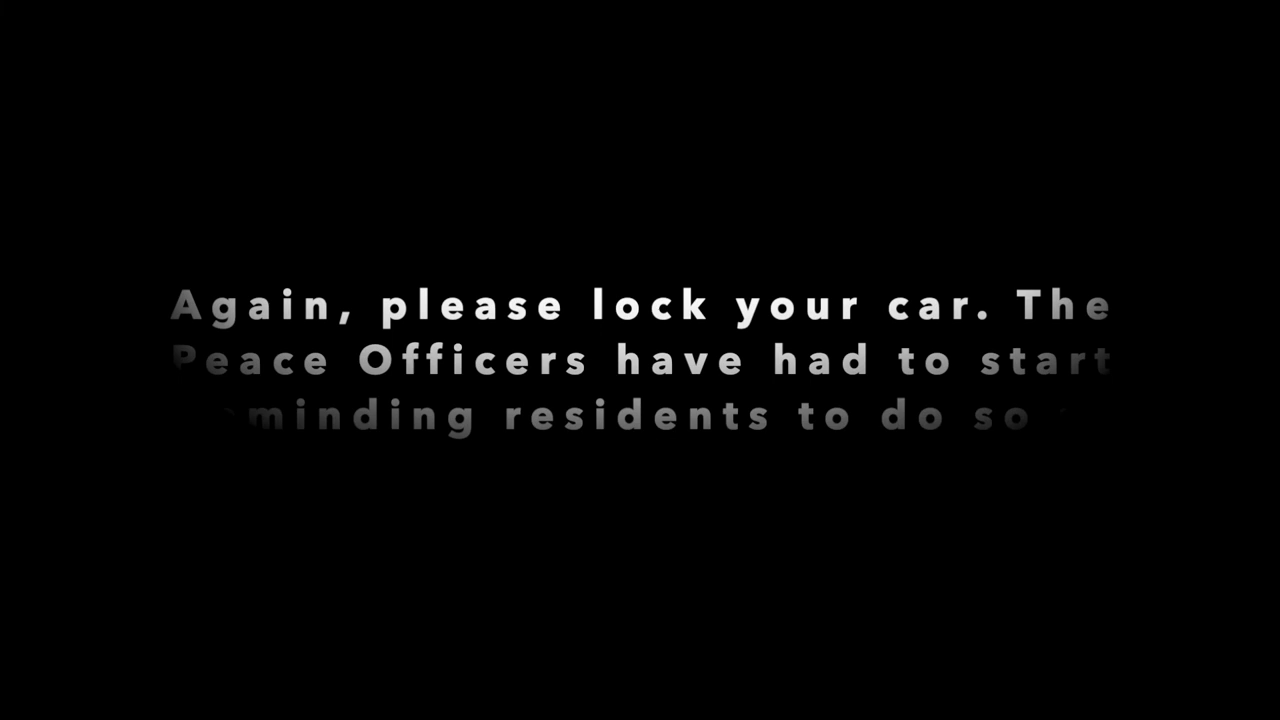 Again, please lock your car. The
Peace Officers have had to start
reminding residents to do so